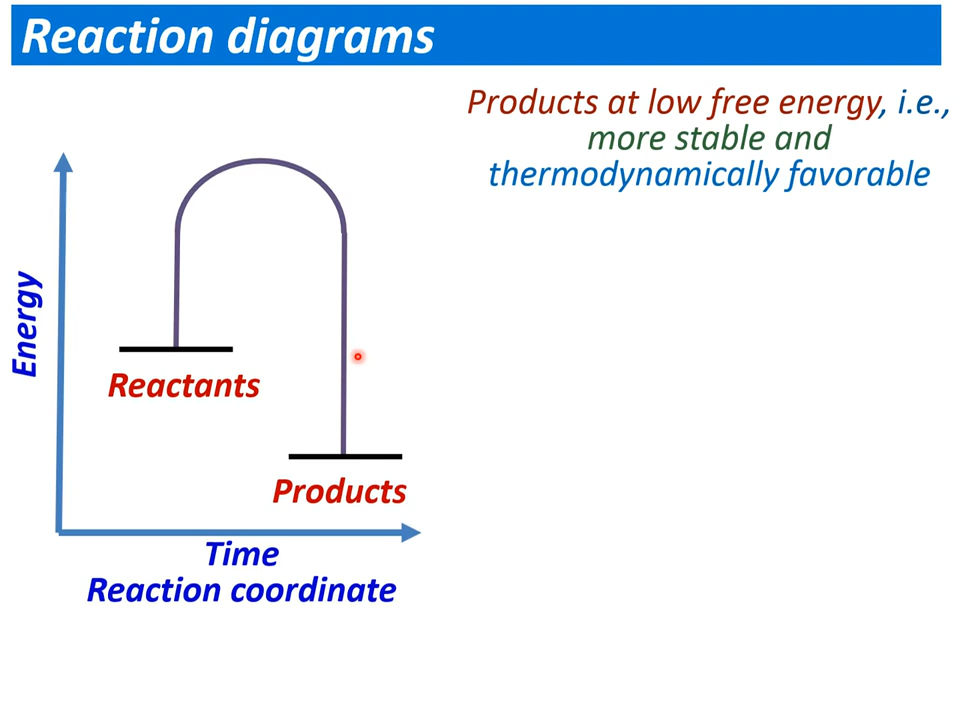 Reaction diagrams
Products at low free energy, i.e.,
more stable and
thermodynamically favorable
Energy
Reactants
Products
Time
Reaction coordinate